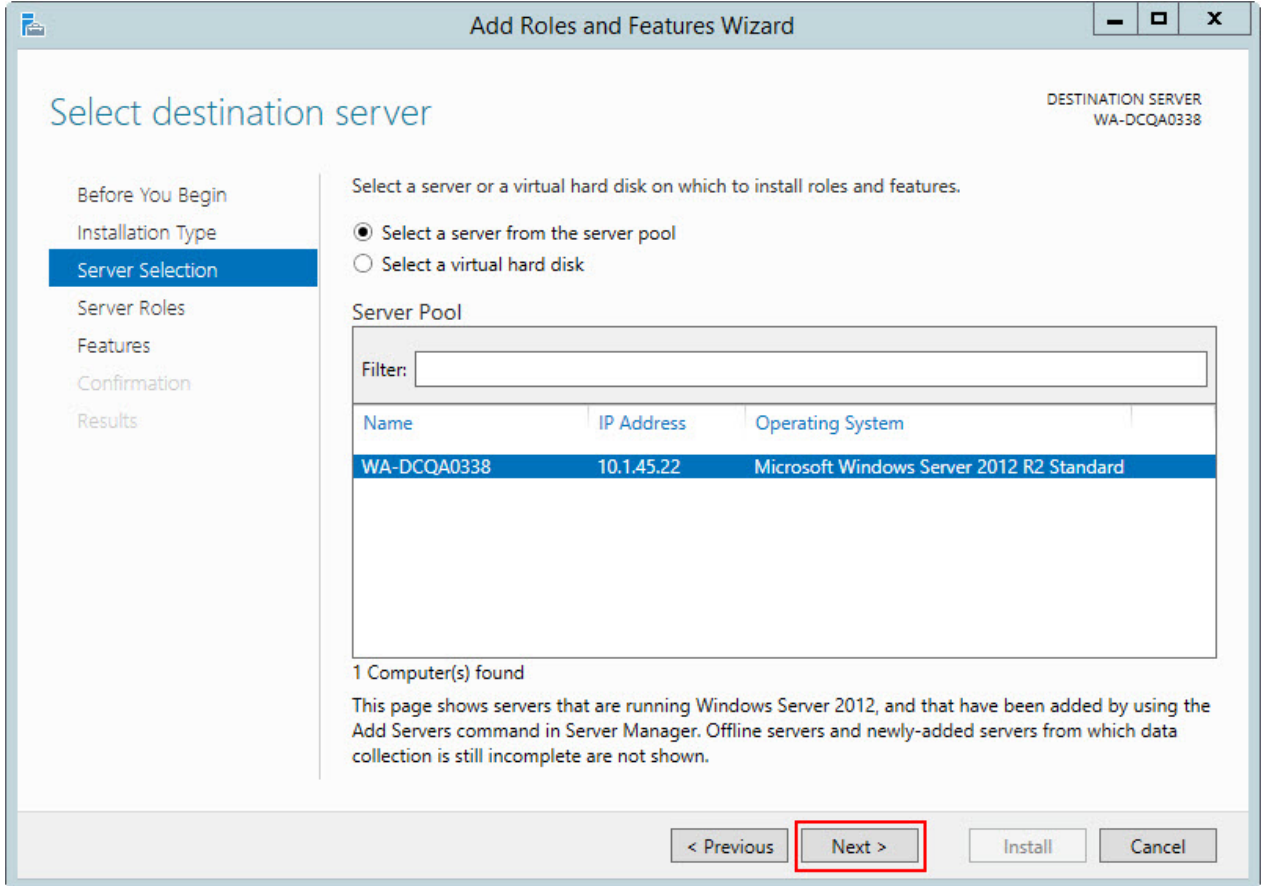 Add Roles and Features Wizard
Select destination server
DESTINATION SERVER
WA-DCQA0338
Before You Begin
Installation Type
Server Selection
Server Roles
Features
Confirmation
Results
Select a server or a virtual hard disk on which to install roles and features.
Select a server from the server pool
Select a virtual hard disk
Server Pool
Filter:
Name IP Address Operating System
WA-DCQA0338 10.1.45.22 Microsoft Windows Server 2012 R2 Standard
1 Computer(s) found
This page shows servers that are running Windows Server 2012, and that have been added by using the
Add Servers command in Server Manager. Offline servers and newly-added servers from which data
collection is still incomplete are not shown.
< Previous Next > Install Cancel